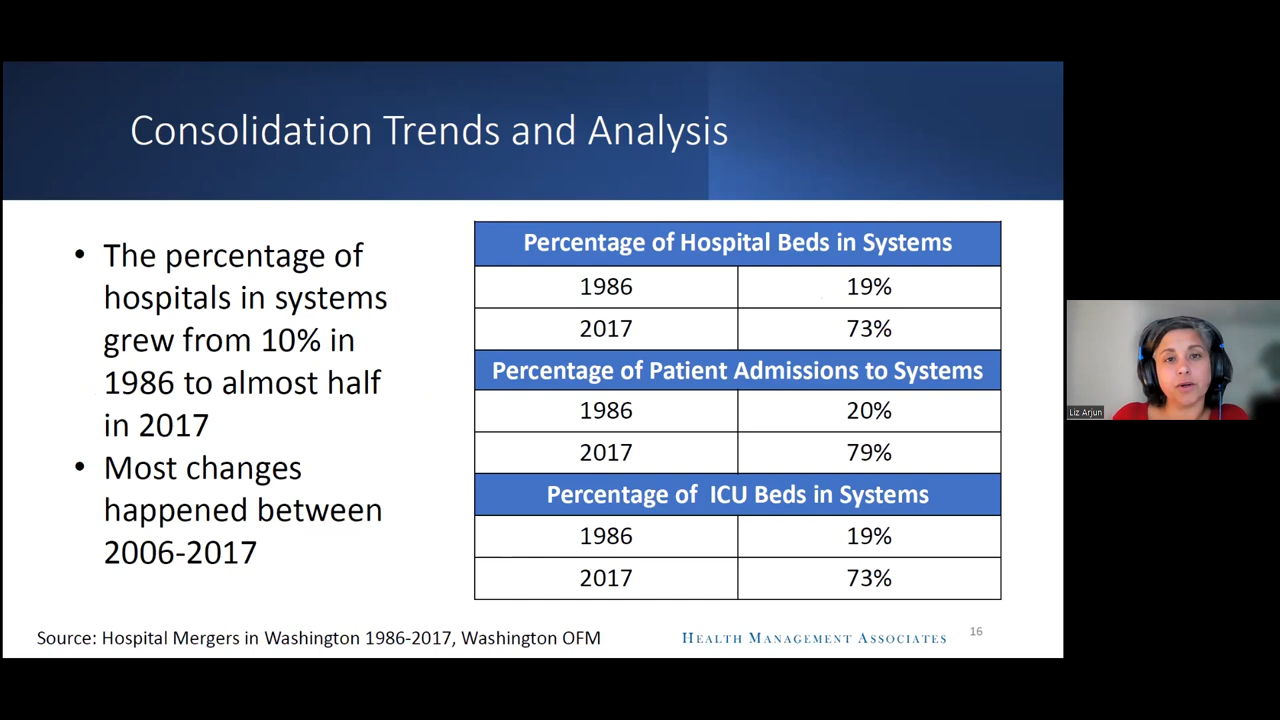 Consolidation Trends and Analysis
• The percentage of
hospitals in systems
grew from 10% in
1986 to almost half
in 2017
• Most changes
happened between
2006-2017
Percentage of Hospital Beds in Systems
1986 19%
2017 73%
Percentage of Patient Admissions to Systems
1986 20%
2017 79%
Percentage of ICU Beds in Systems
1986 19%
2017 73%
Source: Hospital Mergers in Washington 1986-2017, Washington OFM
HEALTH MANAGEMENT ASSOCIATES
16
Liz Arjun